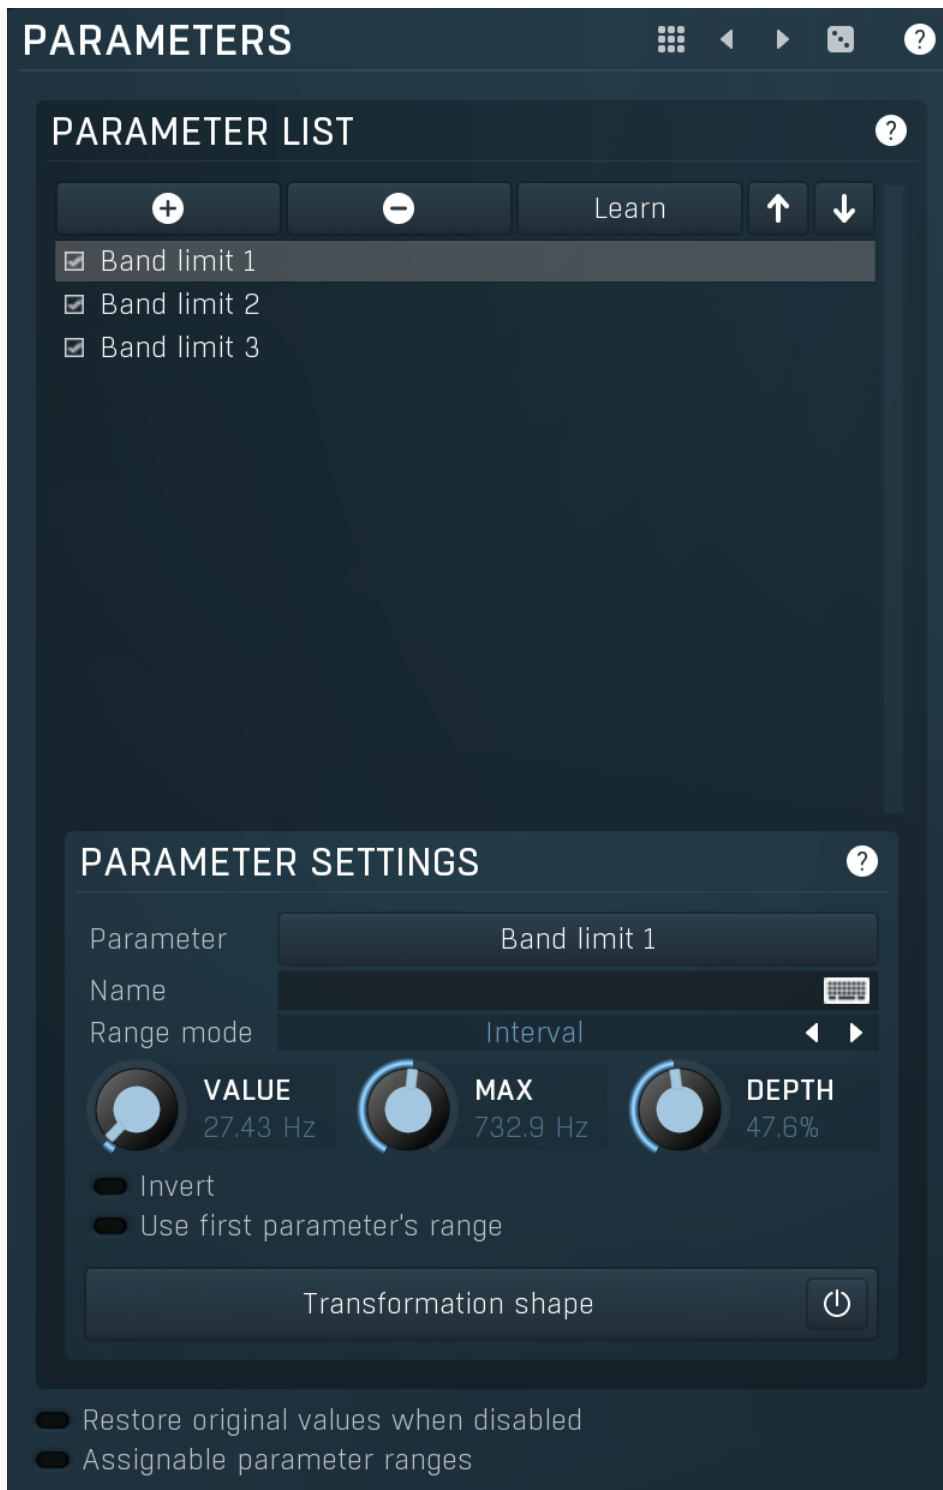 PARAMETERS ?
PARAMETER LIST ?
Learn
Band limit 1
Band limit 2
Band limit 3
PARAMETER SETTINGS ?
Parameter Band limit 1
Name
Range mode Interval
VALUE MAX DEPTH
27.43 Hz 732.9 Hz 47.6%
Invert
Use first parameter's range
Transformation shape
Restore original values when disabled
Assignable parameter ranges